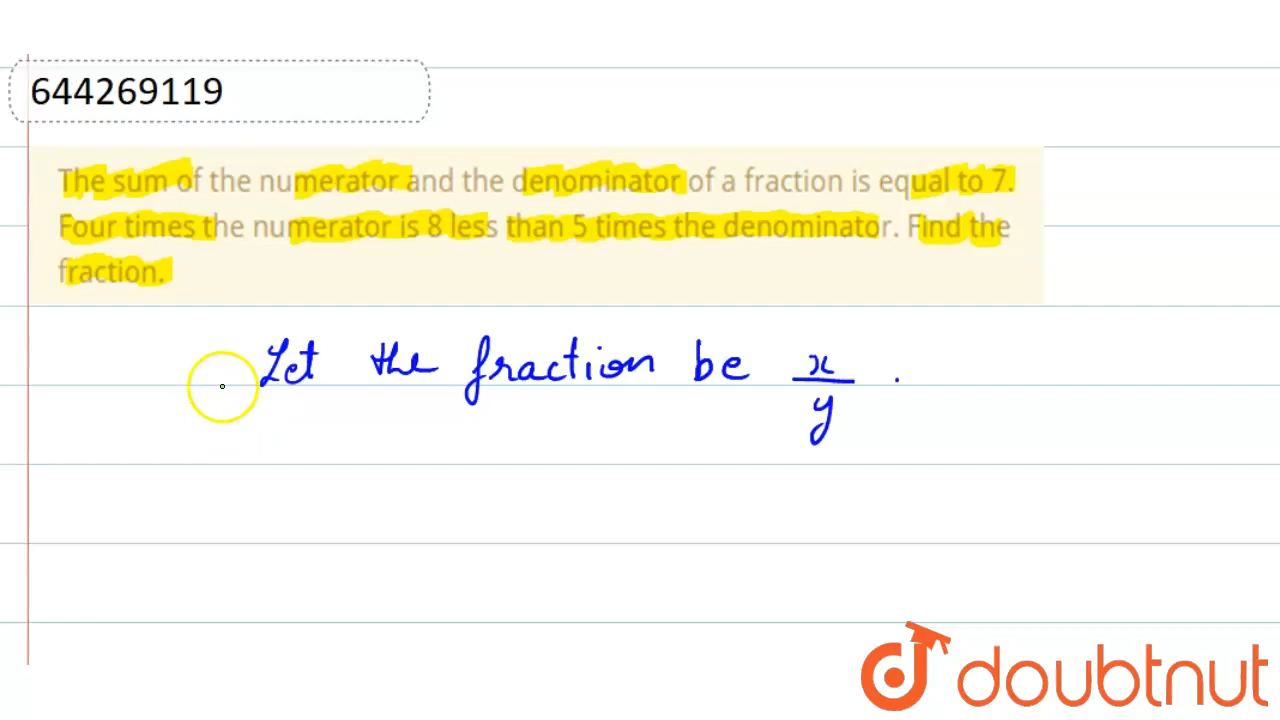 644269119
The sum of the numerator and the denominator of a fraction is equal to 7.
Four times the numerator is 8 less than 5 times the denominator. Find the
fraction.
Let the fraction be x/y .
doubtnut